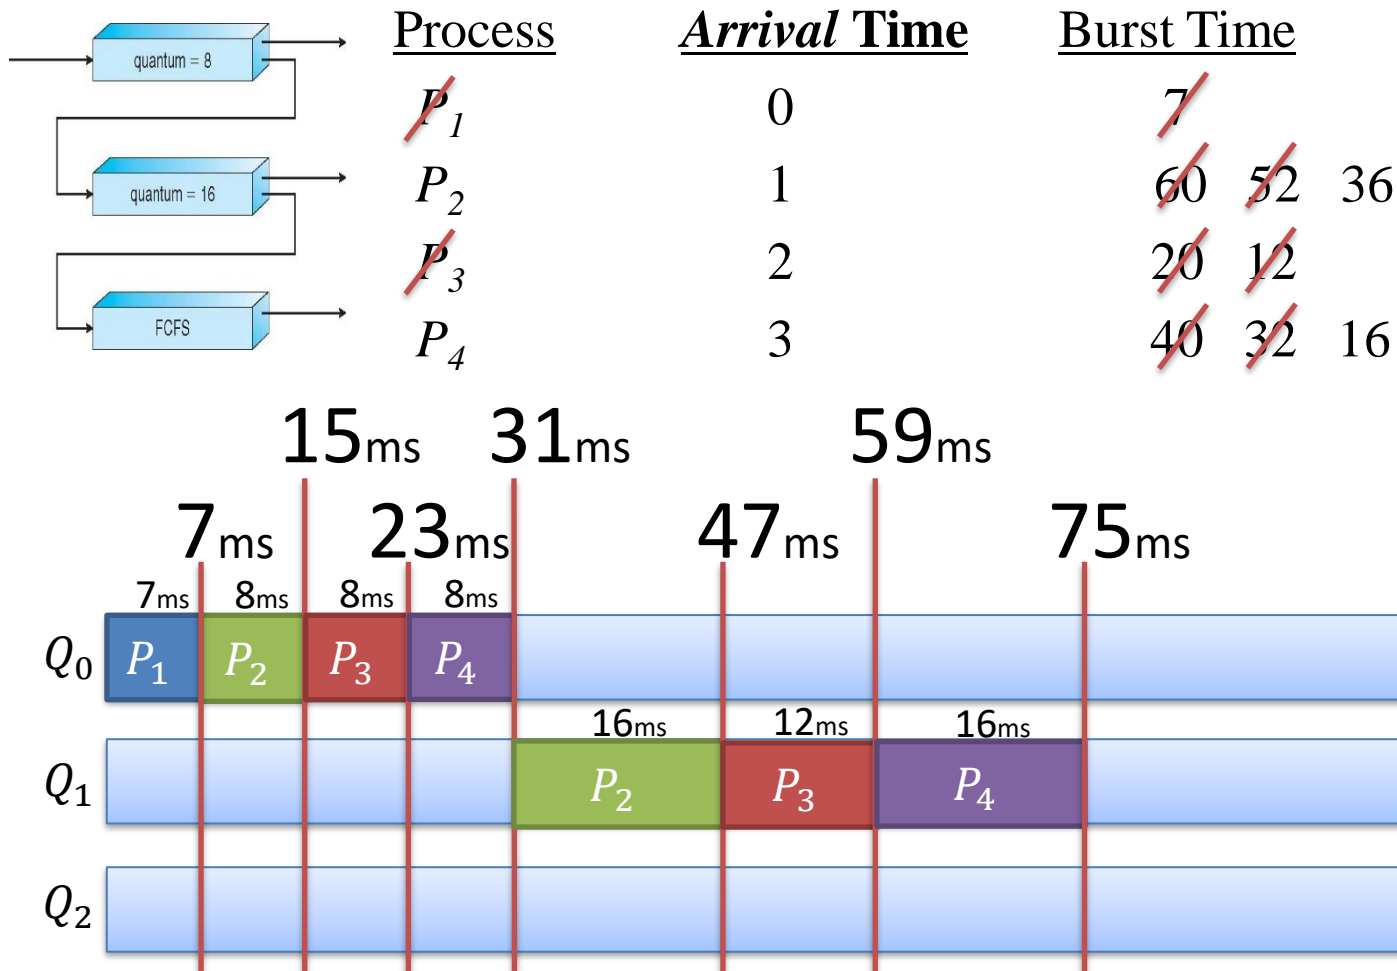 quantum = 8
quantum = 16
FCFS
Process Arrival Time Burst Time
P1 0 7
P2 1 60 52 36
P3 2 20 12
P4 3 40 32 16
15ms 31ms 59ms
7ms 23ms 47ms 75ms
7ms 8ms 8ms 8ms
Q0 P1 P2 P3 P4
16ms 12ms 16ms
Q1 P2 P3 P4
Q2